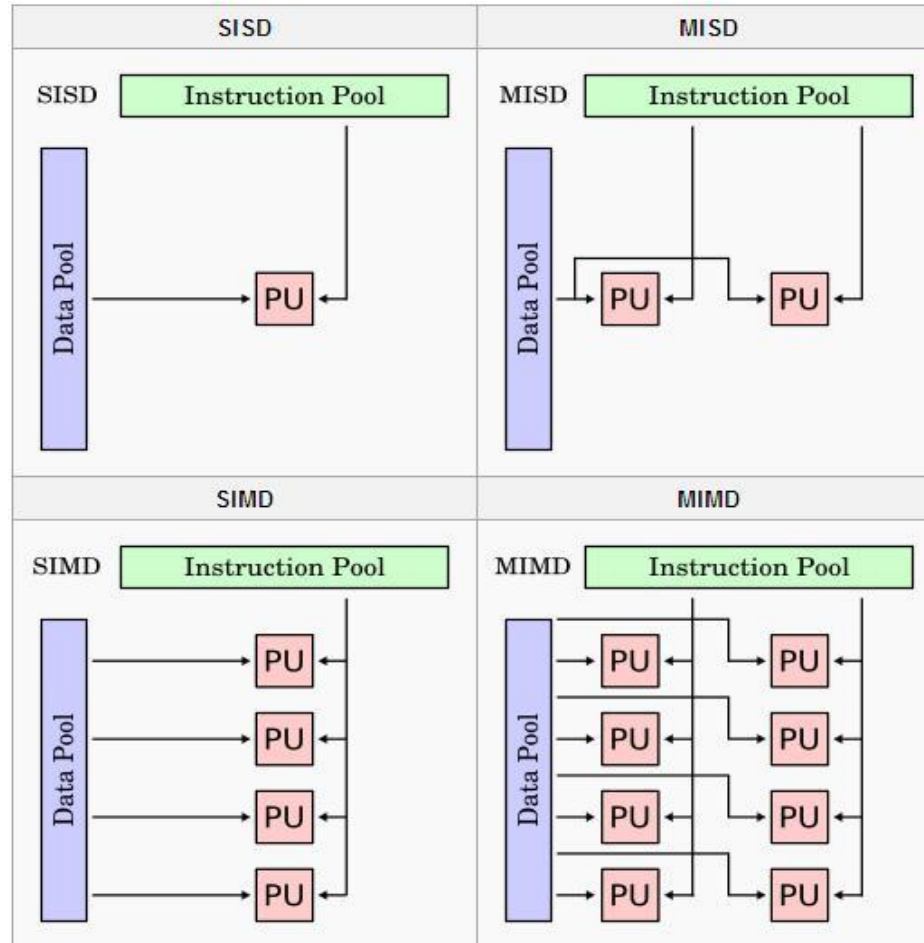 SISD
MISD
SISD
Instruction Pool
Data Pool
PU
MISD
Instruction Pool
Data Pool
PU
PU
SIMD
MIMD
SIMD
Instruction Pool
Data Pool
PU
PU
PU
PU
MIMD
Instruction Pool
Data Pool
PU
PU
PU
PU
PU
PU
PU
PU